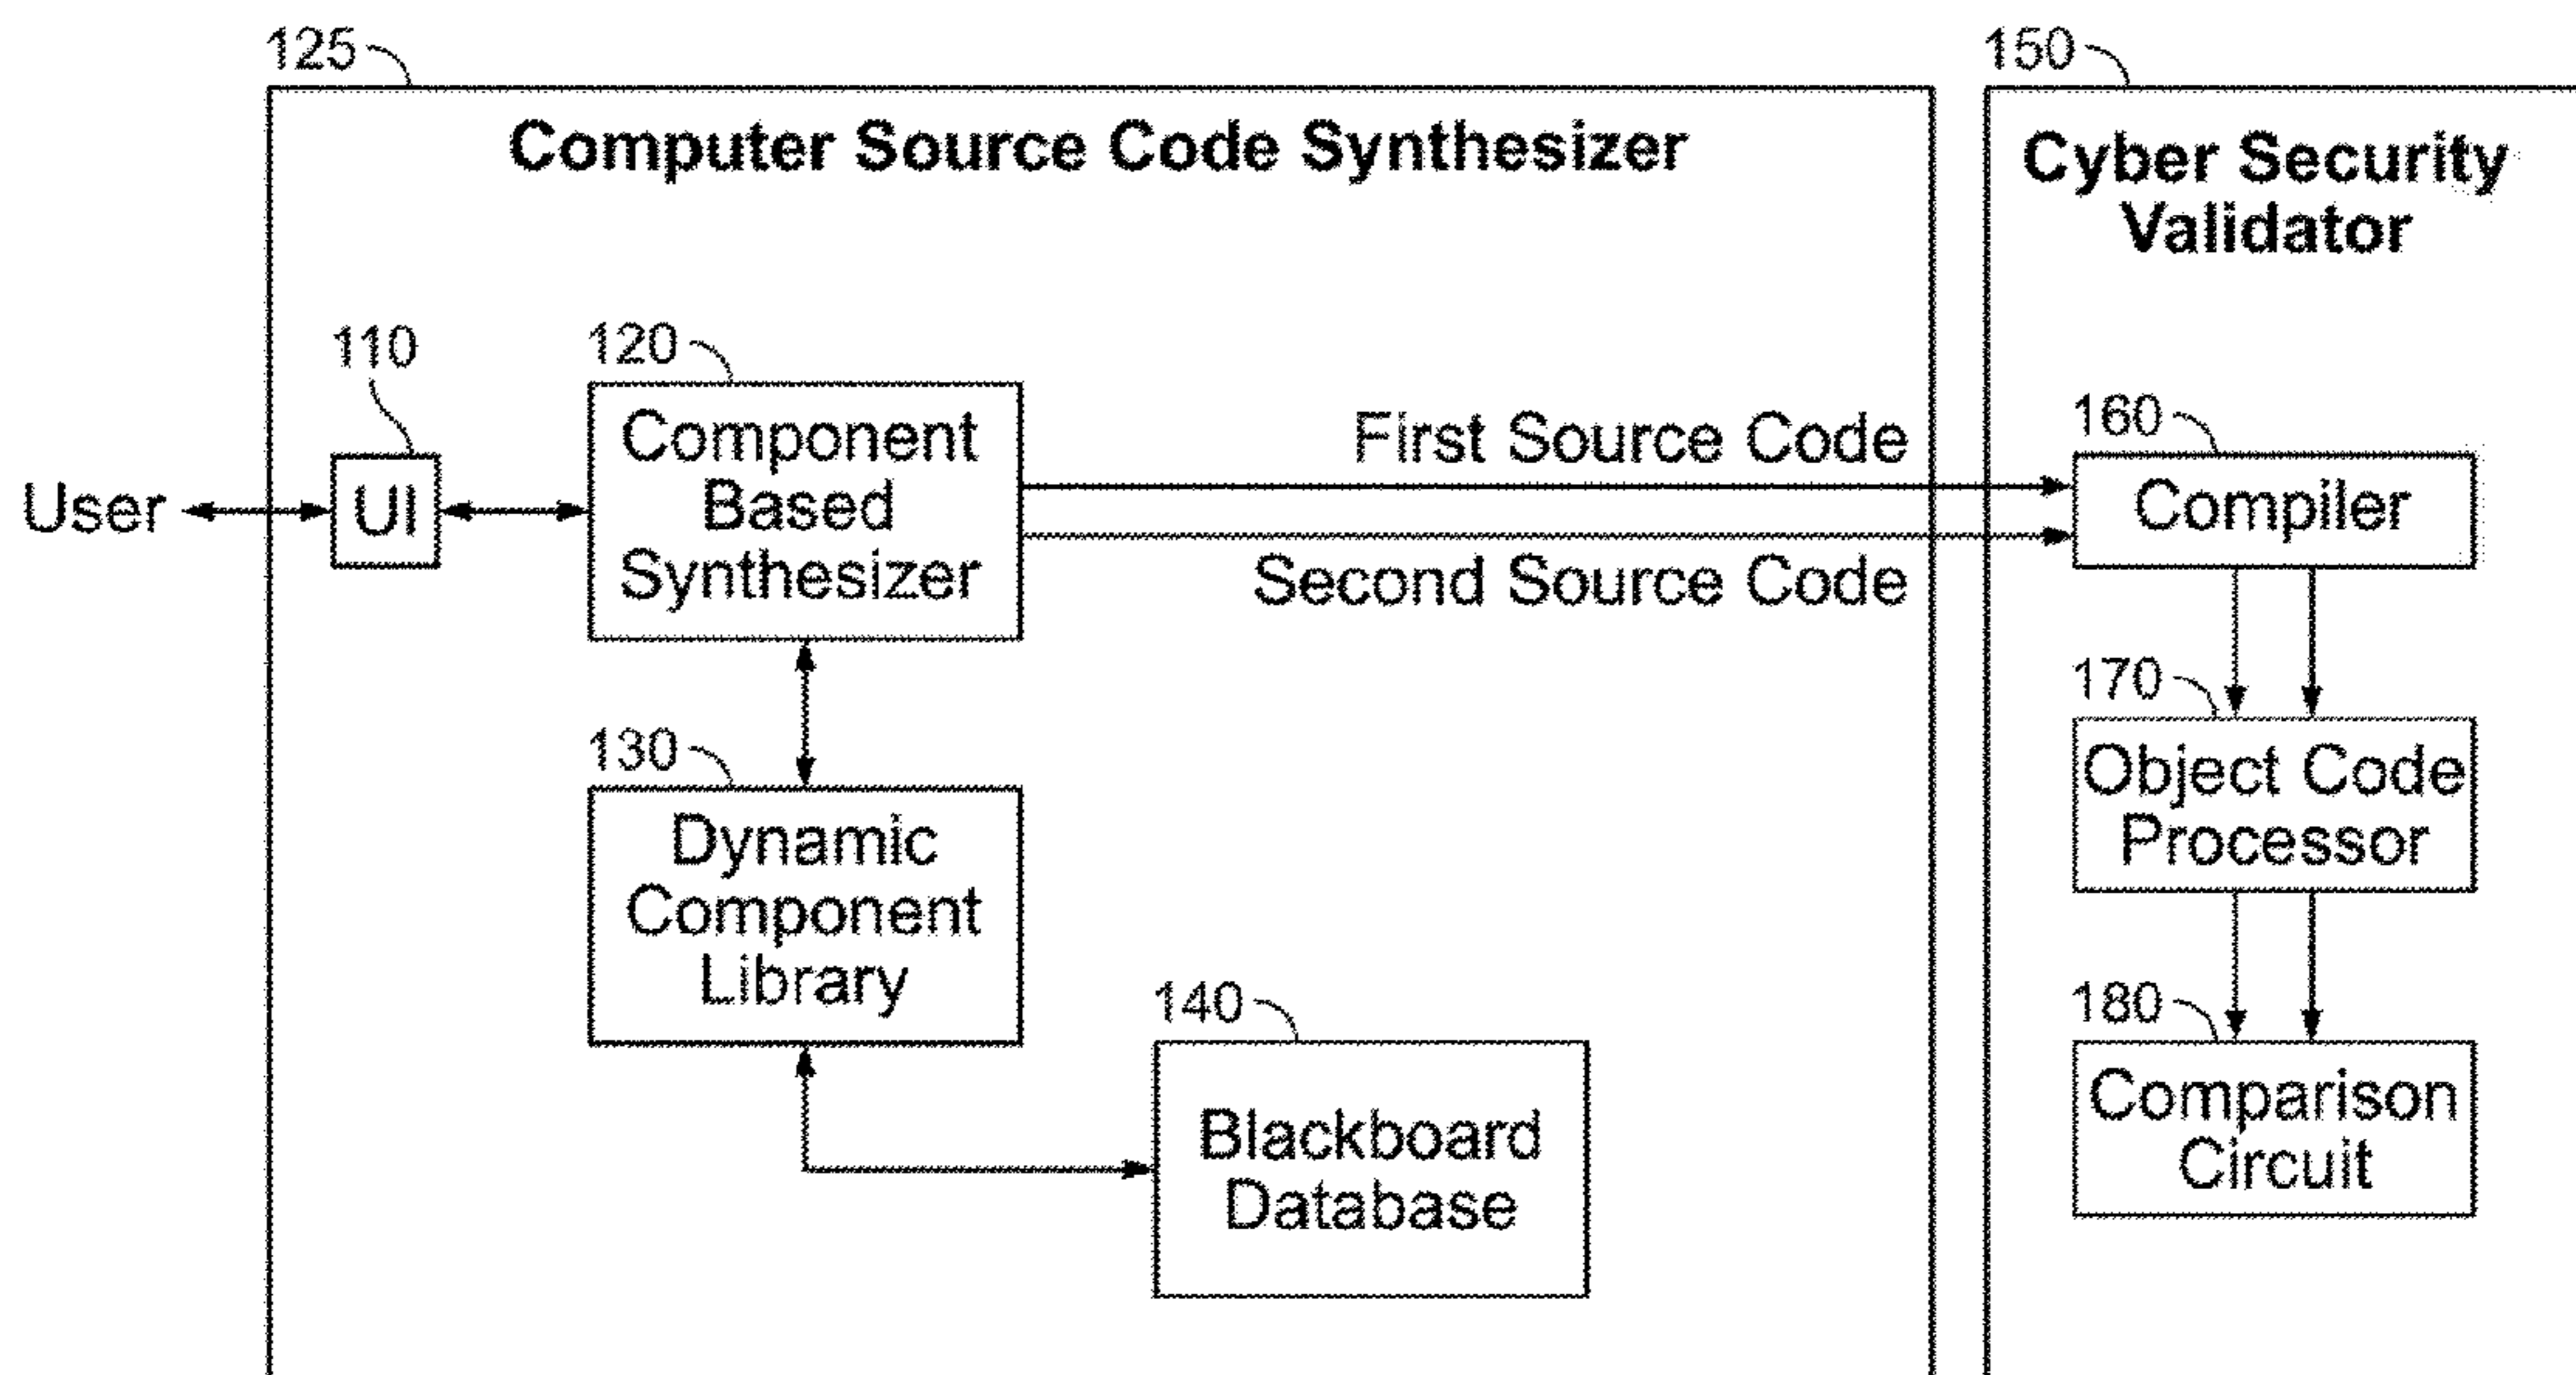 125
150
Computer Source Code Synthesizer
Cyber Security
Validator
110
120
User
UI
Component
Based
Synthesizer
First Source Code
Second Source Code
160
Compiler
130
Dynamic
Component
Library
170
Object Code
Processor
140
Blackboard
Database
180
Comparison
Circuit